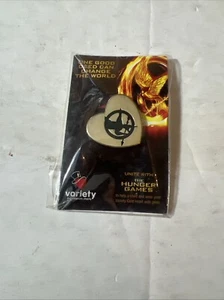 ONE GOOD
DEED CAN
CHANGE
THE WORLD
variety
UNITE WITH
THE
HUNGER
GAMES